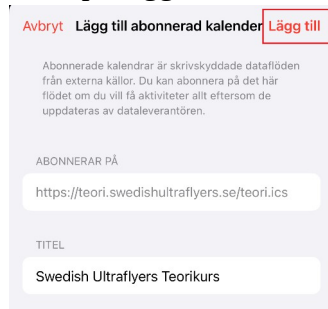 Avbryt Lägg till abonnerad kalender Lägg till
Abonnerade kalendrar är skrivskyddade dataflöden
från externa källor. Du kan abonnera på det här
flödet om du vill få aktiviteter allt eftersom de
uppdateras av dataleverantören.
ABONNERAR PÅ
https://teori.swedishultraflyers.se/teori.ics
TITEL
Swedish Ultraflyers Teorikurs